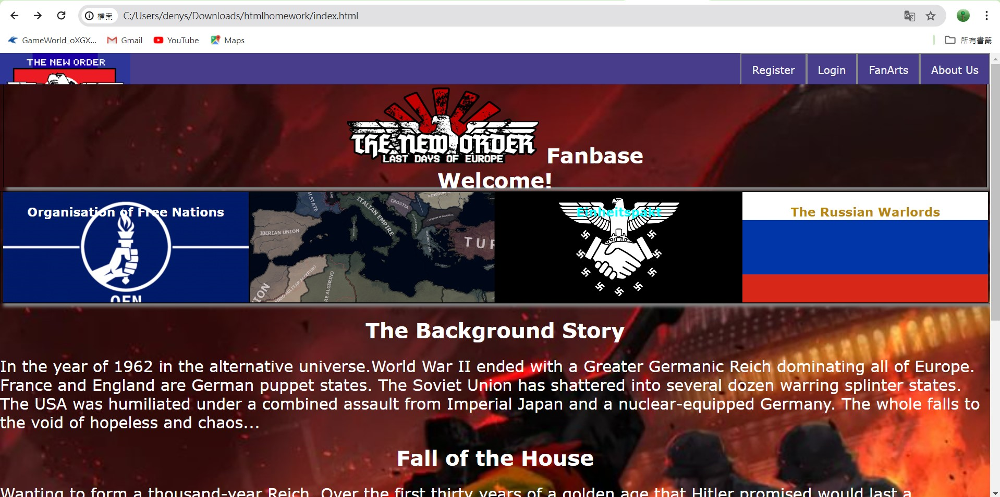 檔案 C:/Users/denys/Downloads/htmlhomework/index.html
GameWorld_oXGX... Gmail YouTube Maps 所有書籤
THE NEW ORDER
Register Login FanArts About Us
THE NEW ORDER
LAST DAYS OF EUROPE
Fanbase
Welcome!
Organisation of Free Nations
OFN
H STATE
ITALIAN EMPIRE
CROATIA
KINGDOM
IBERIAN UNION
TUR
ION
ANDO MILITAR ALGERINO
RE ALGERINO
Einheitspakt
The Russian Warlords
The Background Story
In the year of 1962 in the alternative universe.World War II ended with a Greater Germanic Reich dominating all of Europe.
France and England are German puppet states. The Soviet Union has shattered into several dozen warring splinter states.
The USA was humiliated under a combined assault from Imperial Japan and a nuclear-equipped Germany. The whole falls to
the void of hopeless and chaos...
Fall of the House
Wanting to form a thousand-year Reich. Over the first thirty years of a golden age that Hitler promised would last a